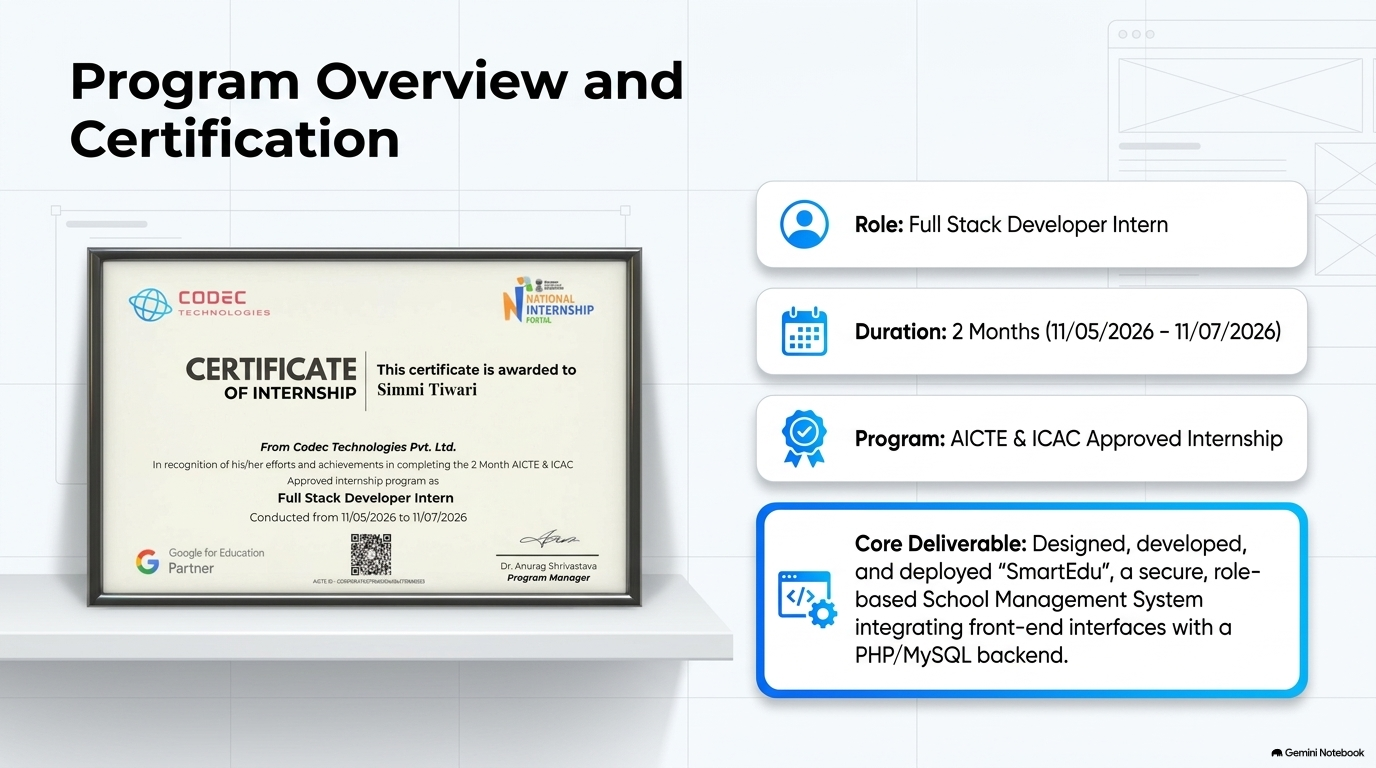 Program Overview and
Certification
CODEC
TECHNOLOGIES
NATIONAL
INTERNSHIP
PORTAL
CERTIFICATE
OF INTERNSHIP
This certificate is awarded to
Simmi Tiwari
From Codec Technologies Pvt. Ltd.
In recognition of his/her efforts and achievements in completing the 2 Month AICTE & ICAC
Approved internship program as
Full Stack Developer Intern
Conducted from 11/05/2026 to 11/07/2026
Google for Education
Partner
AICTE ID -
Dr. Anurag Shrivastava
Program Manager
Role: Full Stack Developer Intern
Duration: 2 Months (11/05/2026 – 11/07/2026)
Program: AICTE & ICAC Approved Internship
Core Deliverable: Designed, developed,
and deployed “SmartEdu”, a secure, role-
based School Management System
integrating front-end interfaces with a
PHP/MySQL backend.
Gemini Notebook